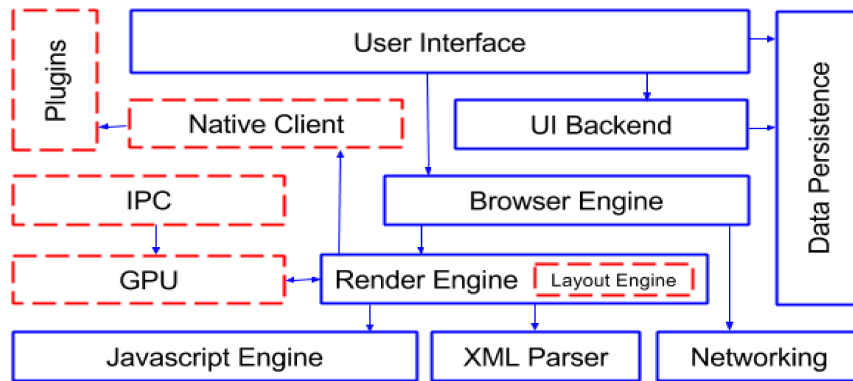 User Interface
Plugins
Native Client
UI Backend
Data Persistence
IPC
Browser Engine
GPU
Render Engine
Layout Engine
Javascript Engine
XML Parser
Networking